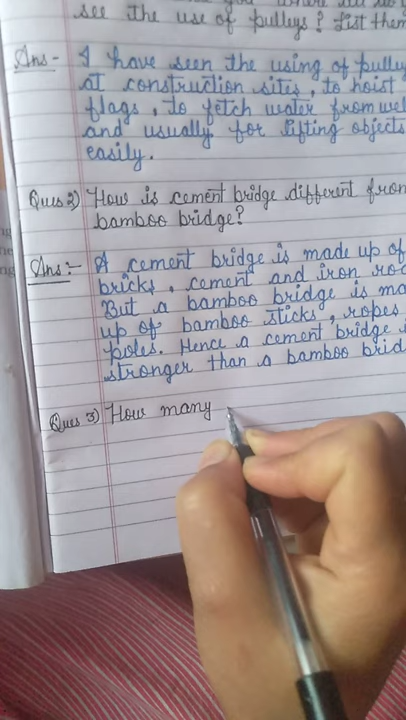 see the use of pulleys? List them
Ans- I have seen the using of pulley
at construction sites, to hoist
flags, to fetch water from wel
and usually for lifting objects
easily.
Ques 2) How is cement bridge different from
bamboo bridge?
Ans:- A cement bridge is made up of
bricks, cement and iron rod
But a bamboo bridge is ma
up of bamboo sticks, ropes
poles. Hence a cement bridge i
stronger than a bamboo brid
Ques 3) How many